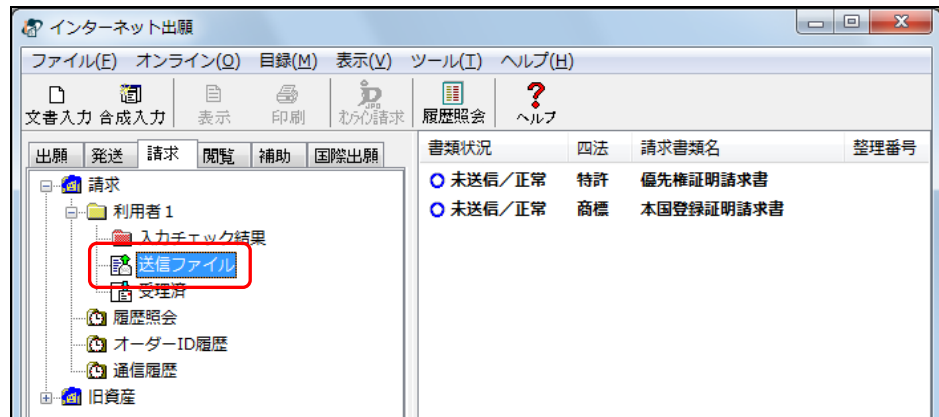 インターネット出願
ファイル(F) オンライン(O) 目録(M) 表示(V) ツール(T) ヘルプ(H)
文書入力 合成入力 表示 印刷 オンライン請求 履歴照会 ヘルプ
出願 発送 請求 閲覧 補助 国際出願
書類状況 四法 請求書類名 整理番号
未送信／正常 特許 優先権証明請求書
未送信／正常 商標 本国登録証明請求書
請求
利用者１
入力チェック結果
送信ファイル
受理済
履歴照会
オーダーID履歴
通信履歴
旧資産